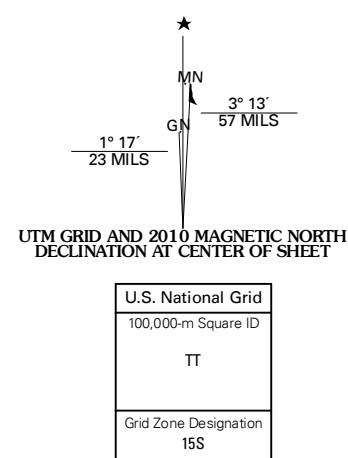 ★
MN
3° 13´
57 MILS
GN
1° 17´
23 MILS
UTM GRID AND 2010 MAGNETIC NORTH
DECLINATION AT CENTER OF SHEET
U.S. National Grid
100,000-m Square ID
TT
Grid Zone Designation
15S